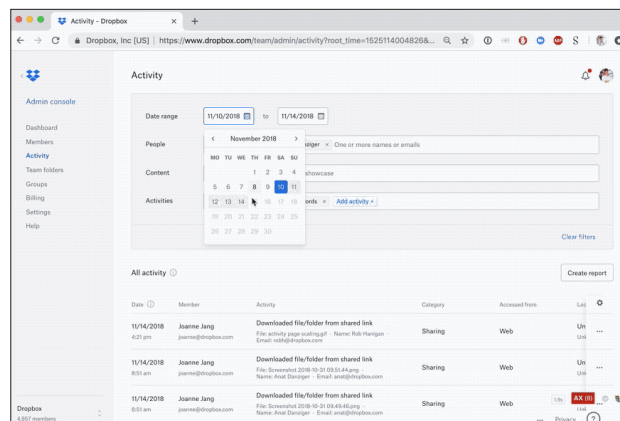 Activity – Dropbox
Dropbox, Inc [US] | https://www.dropbox.com/team/admin/activity?root_time=1525114004826&...
Activity
Admin console
Dashboard
Members
Activity
Team folders
Groups
Billing
Settings
Help
Date range 11/10/2018 to 11/14/2018
November 2018
MO TU WE TH FR SA SU
1 2 3 4
5 6 7 8 9 10 11
12 13 14 16 17 18
19 20 21 22 23 24 25
26 27 28 29 30
People One or more names or emails
Content showcase
Activities Add activity +
Clear filters
All activity
Create report
Date Member Activity Category Accessed from
11/14/2018 Joanne Jang Downloaded file/folder from shared link Sharing Web Un
4:21 pm joanne@dropbox.com File: activity page scaling.gif · Name: Rob Hanigan ·
Email: robh@dropbox.com
11/14/2018 Joanne Jang Downloaded file/folder from shared link Sharing Web Un
8:51 am joanne@dropbox.com File: Screenshot 2018-10-31 09.51.44.png ·
Name: Anat Danziger · Email: anat@dropbox.com
11/14/2018 Joanne Jang Downloaded file/folder from shared link Sharing Web
8:51 am joanne@dropbox.com File: Screenshot 2018-10-31 09.49.46.png ·
Name: Anat Danziger · Email: anat@dropbox.com
1.9s AX (8)
Dropbox
4,857 members
Privacy